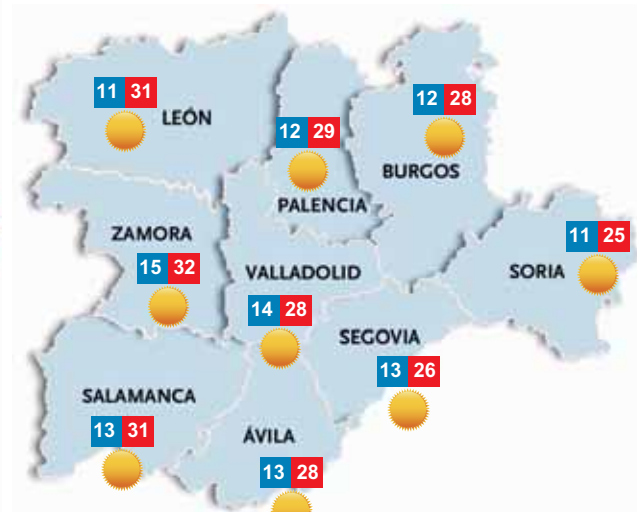 11 31
LEÓN
12 28
12 29
BURGOS
PALENCIA
ZAMORA
15 32
11 25
SORIA
VALLADOLID
14 28
SEGOVIA
13 26
SALAMANCA
13 31
ÁVILA
13 28